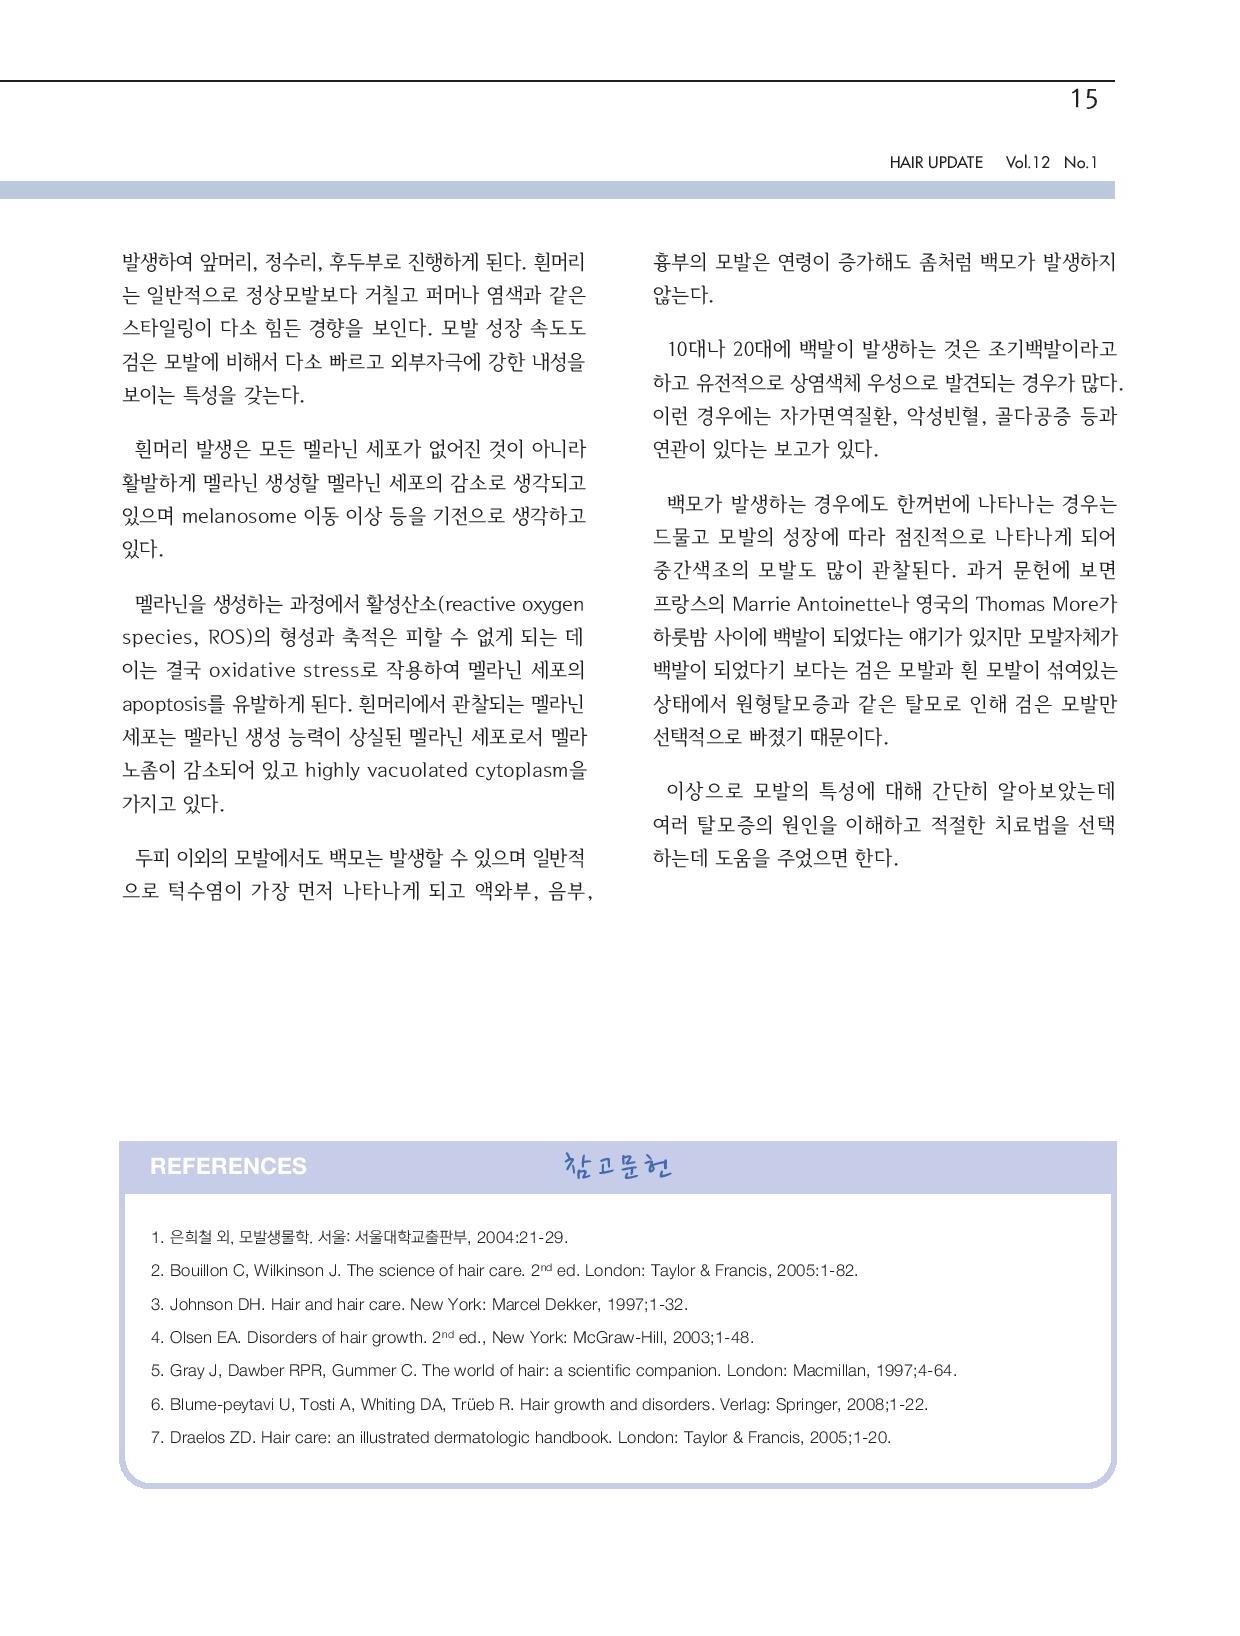 15
HAIR UPDATE Vol.12 No.1
발생하여 앞머리, 정수리, 후두부로 진행하게 된다. 흰머리
는 일반적으로 정상모발보다 거칠고 퍼머나 염색과 같은
스타일링이 다소 힘든 경향을 보인다. 모발 성장 속도도
검은 모발에 비해서 다소 빠르고 외부자극에 강한 내성을
보이는 특성을 갖는다.
흰머리 발생은 모든 멜라닌 세포가 없어진 것이 아니라
활발하게 멜라닌 생성할 멜라닌 세포의 감소로 생각되고
있으며 melanosome 이동 이상 등을 기전으로 생각하고
있다.
멜라닌을 생성하는 과정에서 활성산소(reactive oxygen
species, ROS)의 형성과 축적은 피할 수 없게 되는 데
이는 결국 oxidative stress로 작용하여 멜라닌 세포의
apoptosis를 유발하게 된다. 흰머리에서 관찰되는 멜라닌
세포는 멜라닌 생성 능력이 상실된 멜라닌 세포로서 멜라
노좀이 감소되어 있고 highly vacuolated cytoplasm을
가지고 있다.
두피 이외의 모발에서도 백모는 발생할 수 있으며 일반적
으로 턱수염이 가장 먼저 나타나게 되고 액와부, 음부,
흉부의 모발은 연령이 증가해도 좀처럼 백모가 발생하지
않는다.
10대나 20대에 백발이 발생하는 것은 조기백발이라고
하고 유전적으로 상염색체 우성으로 발견되는 경우가 많다.
이런 경우에는 자가면역질환, 악성빈혈, 골다공증 등과
연관이 있다는 보고가 있다.
백모가 발생하는 경우에도 한꺼번에 나타나는 경우는
드물고 모발의 성장에 따라 점진적으로 나타나게 되어
중간색조의 모발도 많이 관찰된다. 과거 문헌에 보면
프랑스의 Marrie Antoinette나 영국의 Thomas More가
하룻밤 사이에 백발이 되었다는 얘기가 있지만 모발자체가
백발이 되었다기 보다는 검은 모발과 흰 모발이 섞여있는
상태에서 원형탈모증과 같은 탈모로 인해 검은 모발만
선택적으로 빠졌기 때문이다.
이상으로 모발의 특성에 대해 간단히 알아보았는데
여러 탈모증의 원인을 이해하고 적절한 치료법을 선택
하는데 도움을 주었으면 한다.
REFERENCES 참고문헌
1. 은희철 외, 모발생물학. 서울: 서울대학교출판부, 2004:21-29.
2. Bouillon C, Wilkinson J. The science of hair care. 2nd ed. London: Taylor & Francis, 2005:1-82.
3. Johnson DH. Hair and hair care. New York: Marcel Dekker, 1997;1-32.
4. Olsen EA. Disorders of hair growth. 2nd ed., New York: McGraw-Hill, 2003;1-48.
5. Gray J, Dawber RPR, Gummer C. The world of hair: a scientific companion. London: Macmillan, 1997;4-64.
6. Blume-peytavi U, Tosti A, Whiting DA, Trüeb R. Hair growth and disorders. Verlag: Springer, 2008;1-22.
7. Draelos ZD. Hair care: an illustrated dermatologic handbook. London: Taylor & Francis, 2005;1-20.